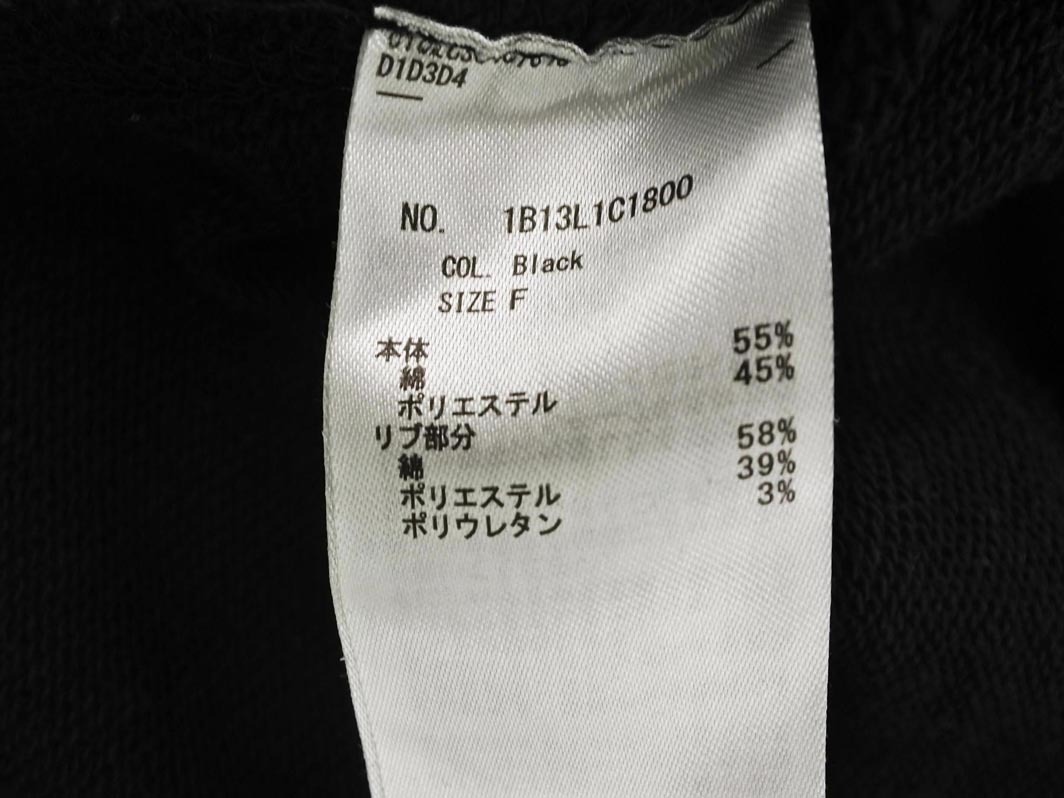 D1D3D4
NO. 1B13L1C1800
COL. Black
SIZE F
本体
綿 55%
ポリエステル 45%
リブ部分
綿 58%
ポリエステル 39%
ポリウレタン 3%